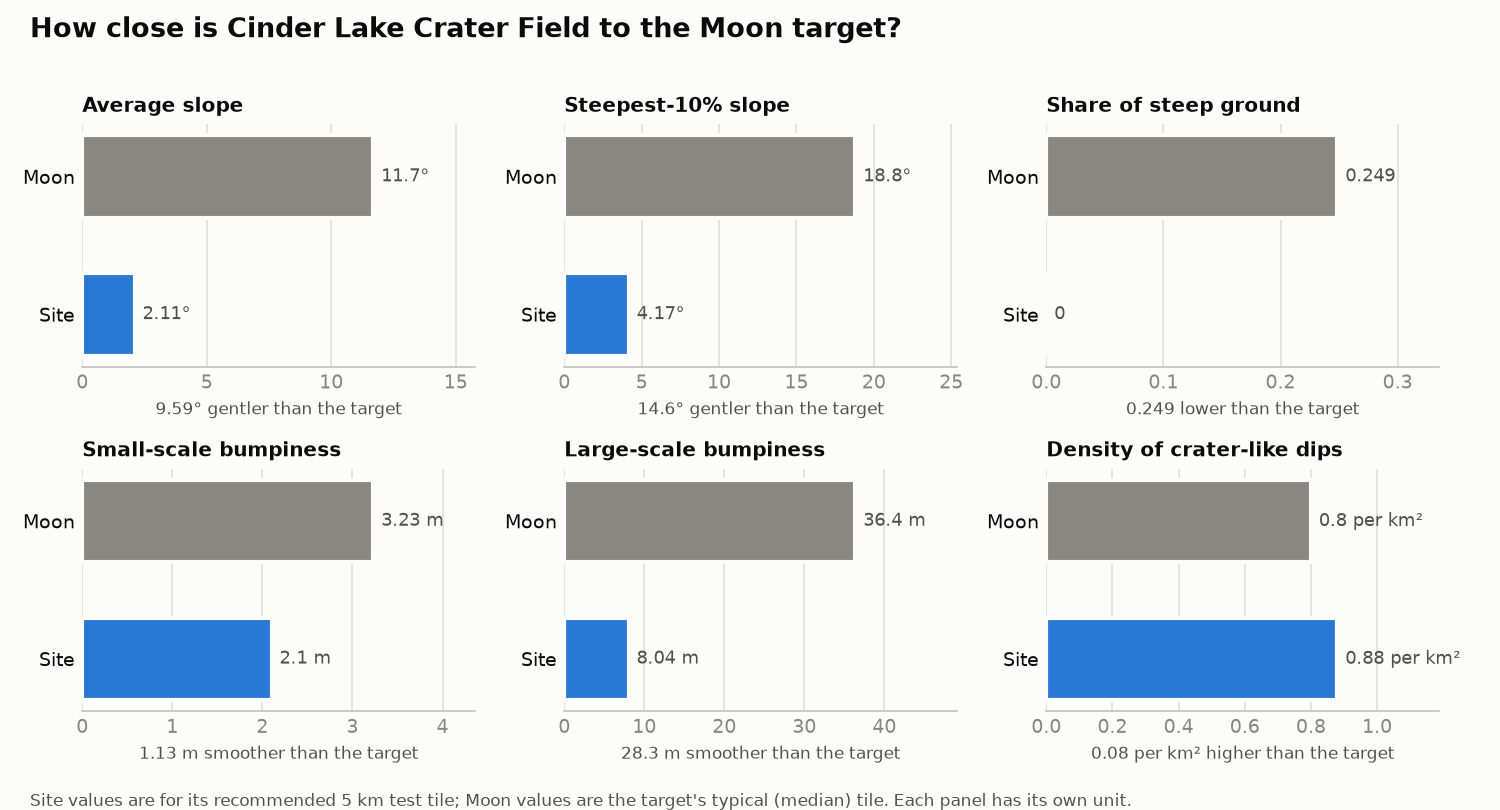 How close is Cinder Lake Crater Field to the Moon target?
Average slope
Moon
11.7°
Site
2.11°
0 5 10 15
9.59° gentler than the target
Steepest-10% slope
Moon
18.8°
Site
4.17°
0 5 10 15 20 25
14.6° gentler than the target
Share of steep ground
Moon
0.249
Site
0
0.0 0.1 0.2 0.3
0.249 lower than the target
Small-scale bumpiness
Moon
3.23 m
Site
2.1 m
0 1 2 3 4
1.13 m smoother than the target
Large-scale bumpiness
Moon
36.4 m
Site
8.04 m
0 10 20 30 40
28.3 m smoother than the target
Density of crater-like dips
Moon
0.8 per km²
Site
0.88 per km²
0.0 0.2 0.4 0.6 0.8 1.0
0.08 per km² higher than the target
Site values are for its recommended 5 km test tile; Moon values are the target's typical (median) tile. Each panel has its own unit.